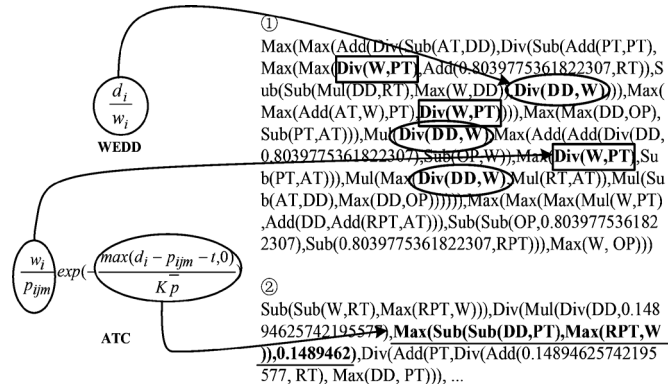 ①
Max(Max(Add(Div(Sub(AT,DD),Div(Sub(Add(PT,PT),
Max(Max(Div(W,PT),Add(0.8039775361822307,RT)),S
ub(Sub(Mul(DD,RT),Max(W,DD)),Div(DD,W)))),Max(
Max(Add(AT,W),PT),Div(W,PT)))),Max(Max(DD,OP),
Sub(PT,AT))),Mul(Div(DD,W),Max(Add(Add(Div(DD,
0.8039775361822307),Sub(OP,W)),Max(Div(W,PT),Su
b(PT,AT))),Mul(Max(Div(DD,W),Mul(RT,AT)),Mul(Su
b(AT,DD),Max(DD,OP)))))),Max(Max(Max(Mul(W,PT)
,Add(DD,Add(RPT,AT))),Sub(Sub(OP,0.803977536182
2307),Sub(0.8039775361822307,RPT))),Max(W, OP)))
d_i
w_i
WEDD
w_i
p_{ijm}
exp(-
max(d_i - p_{ijm} - t,0)
K p̅
)
ATC
②
Sub(Sub(W,RT),Max(RPT,W))),Div(Mul(Div(DD,0.148
94625742195577),Max(Sub(Sub(DD,PT),Max(RPT,W
)),0.1489462),Div(Add(PT,Div(Add(0.14894625742195
577, RT), Max(DD, PT))), ...